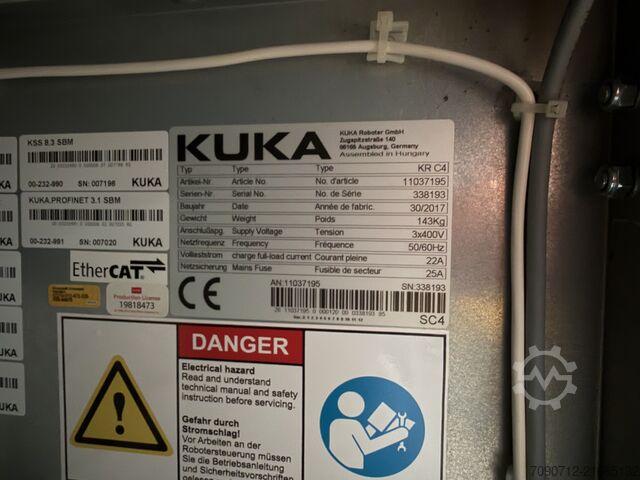 KSS 8.3 SBM
00-232-990 SN: 007196 KUKA
KUKA.PROFINET 3.1 SBM
00-232-991 SN: 007020 KUKA
EtherCAT
Production License
19818473
KUKA
KUKA
KUKA
KUKA Roboter GmbH
Zugspitzstraße 140
86165 Augsburg, Germany
Assembled in Hungary
Typ Type Type KR C4
Artikel-Nr. Article No. No. d'article 11037195
Serien-Nr. Serial No. No. de Série 338193
Baujahr Date Année de fabric. 30/2017
Gewicht Weight Poids 143Kg
Anschlußspg. Supply Voltage Tension 3x400V
Netzfrequenz Frequency Fréquence 50/60Hz
Vollaststrom charge full-load current Courant pleine 22A
Netzsicherung Mains Fuse Fusible de secteur 25A
AN:11037195 SN:338193
CE
SC4
DANGER
Electrical hazard
Read and understand
technical manual and safety
instruction before servicing.
Gefahr durch
Stromschlag!
Vor Arbeiten an der
Robotersteuerung müssen
Sie die Betriebsanleitung
und Sicherheitsvorschriften